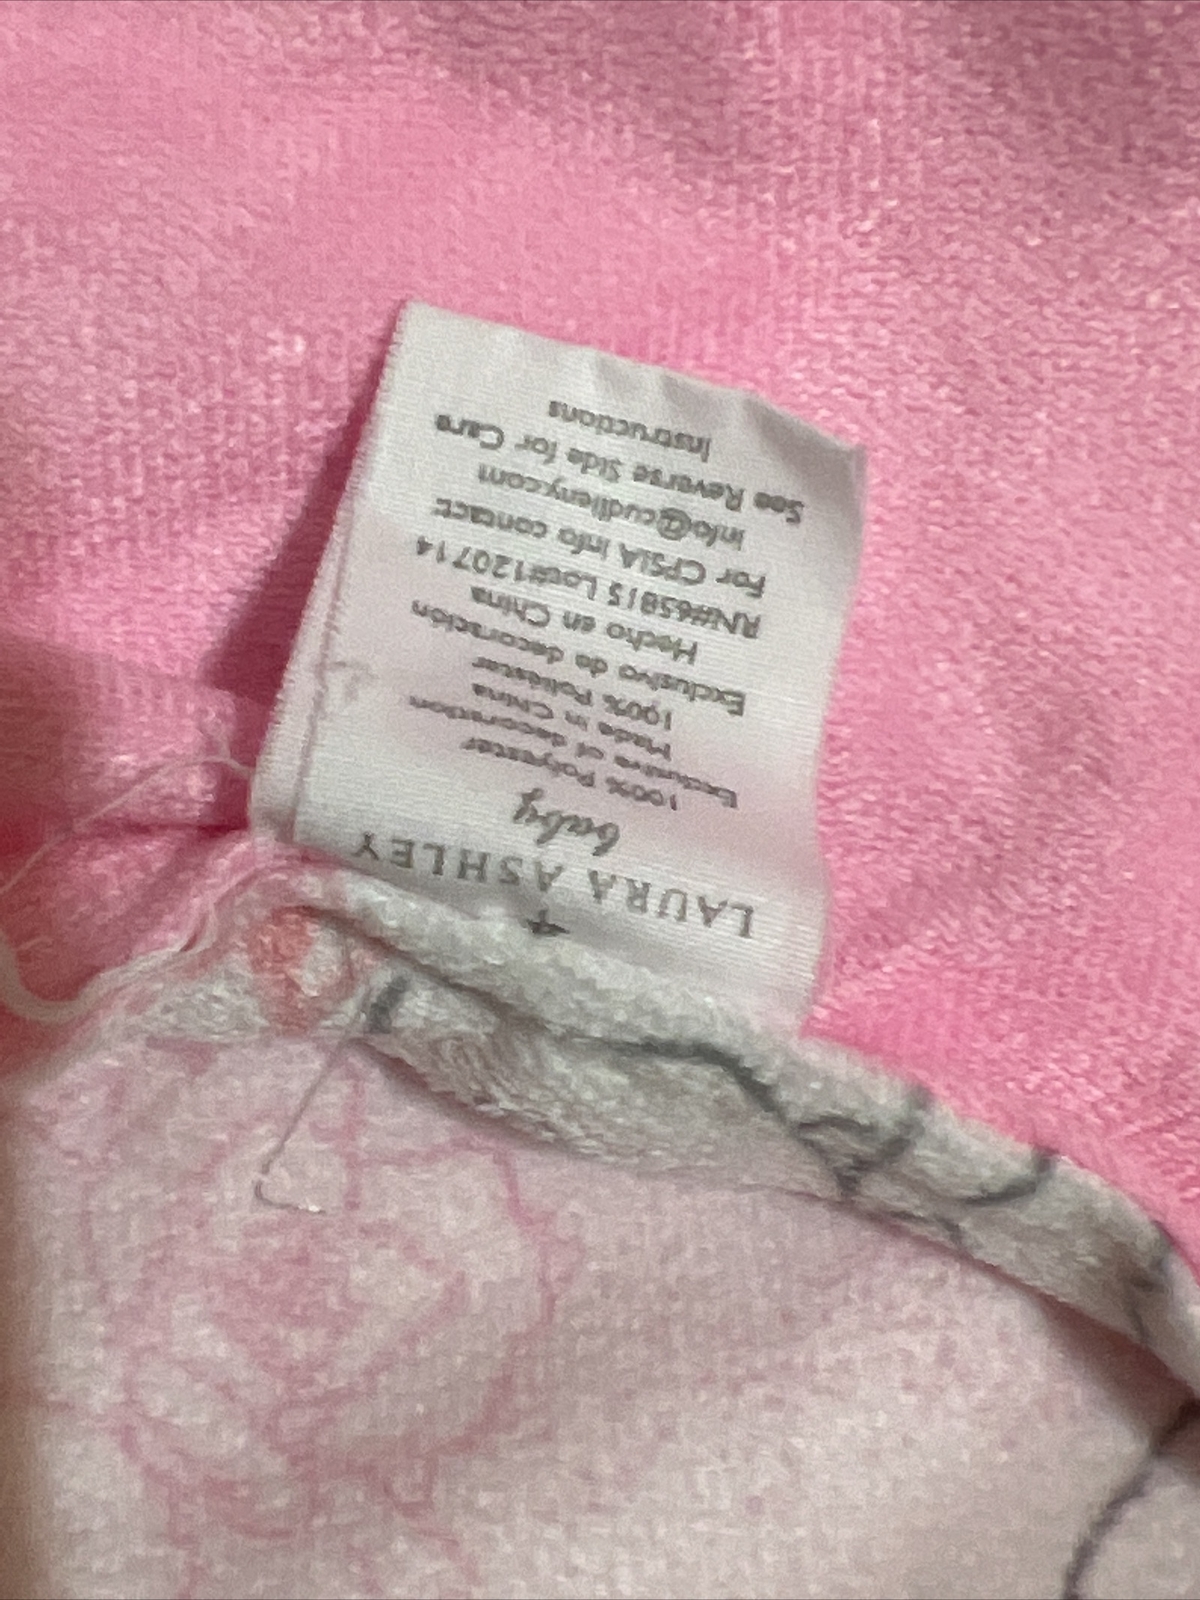 LAURA ASHLEY
baby
100% Polyester
Exclusive of decoration
Made in China
100% Poliéster
Exclusivo de decoración
Hecho en China
RN#65815 Lot#120714
For CPSIA info contact:
info@cudlieny.com
See Reverse Side for Care
Instructions